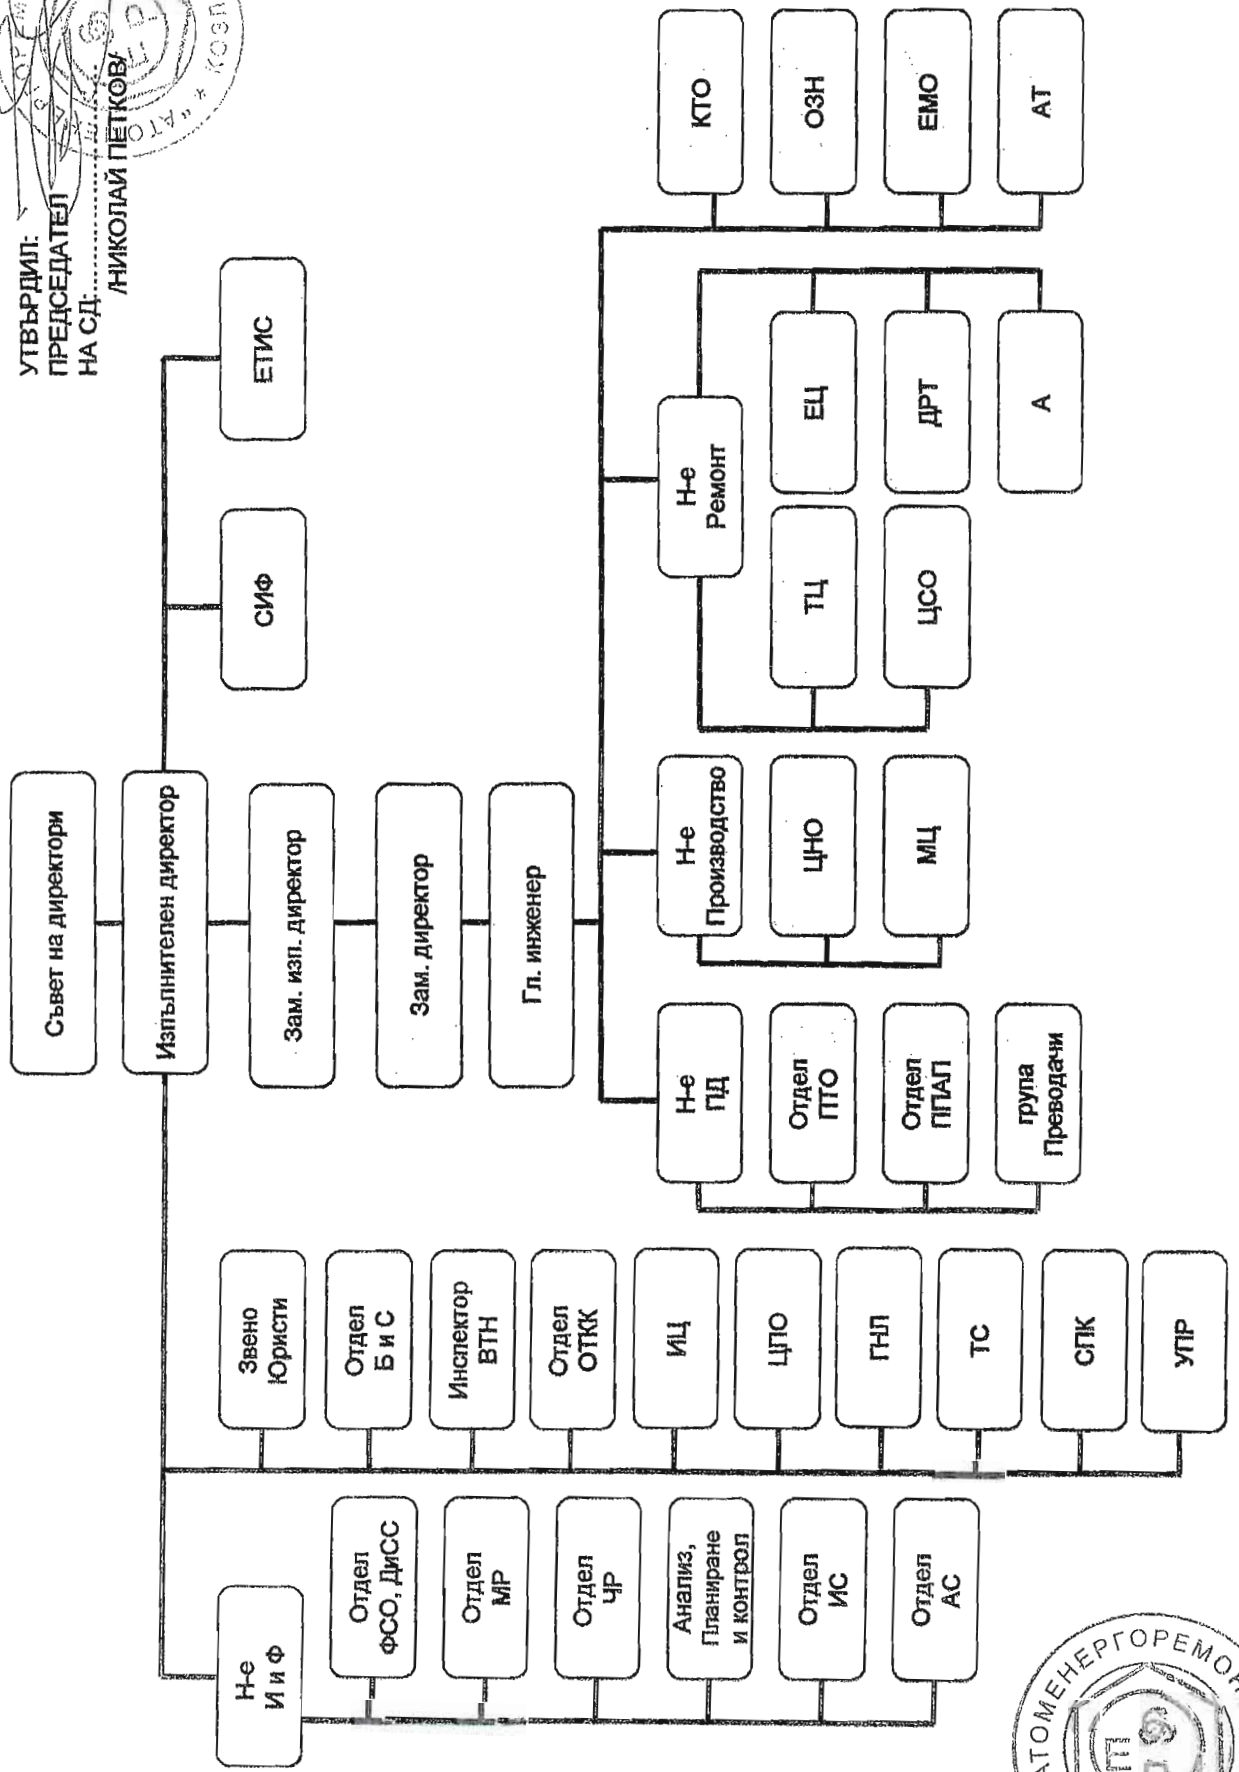 УТВЪРДИЛ:
ПРЕДСЕДАТЕЛ
НА СД:....................
/НИКОЛАЙ ПЕТКОВ/
Съвет на директори
Изпълнителен директор
СИФ
ЕТИС
Зам. изп. директор
Зам. директор
Гл. инженер
Н-е
И и Ф
Отдел
ФСО, ДиСС
Отдел
МР
Отдел
ЧР
Анализ,
Планиране
и контрол
Отдел
ИС
Отдел
АС
Звено
Юристи
Отдел
Б и С
Инспектор
ВТН
Отдел
ОТКК
ИЦ
ЦПО
ГНЛ
ТС
СПК
УПР
Н-е
ПД
Отдел
ПТО
Отдел
ППАП
група
Преводачи
Н-е
Производство
ЦНО
МЦ
Н-е
Ремонт
ТЦ
ЦСО
ЕЦ
ДРТ
А
КТО
ОЗН
ЕМО
АТ